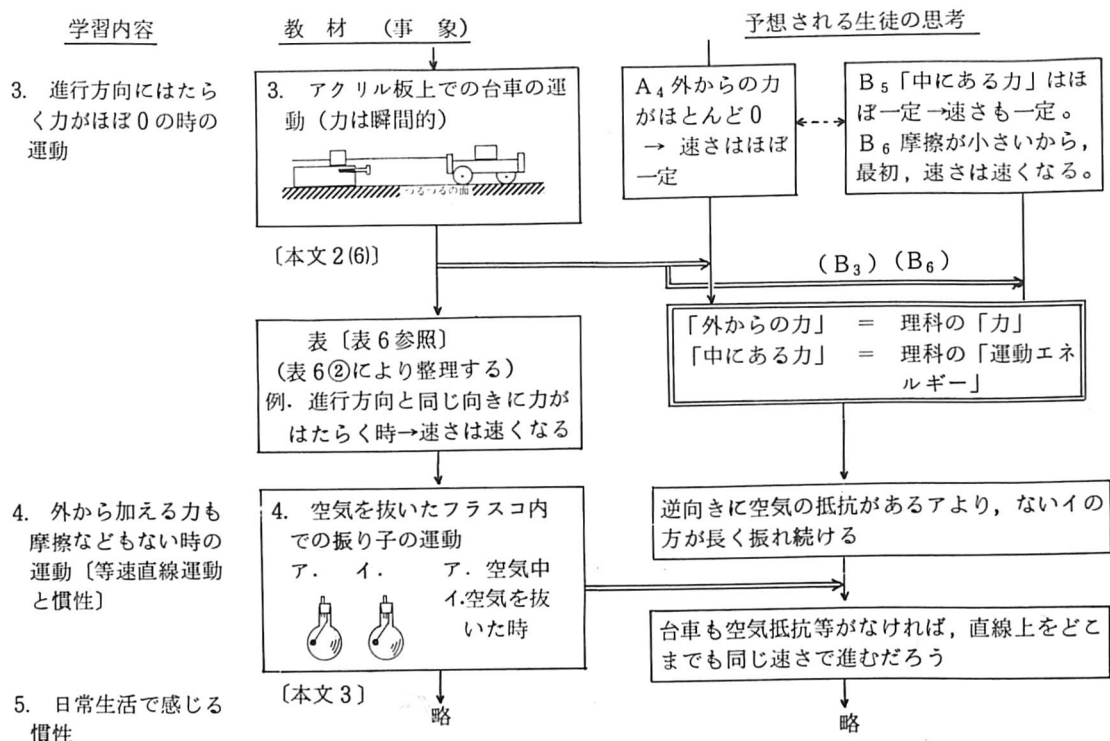 学習内容
教材 (事象)
予想される生徒の思考
3. 進行方向にはたら
く力がほぼ0の時の
運動
3. アクリル板上での台車の運
動(力は瞬間的)
つるつるの面
〔本文2(6)〕
A₄外からの力
がほとんど0
→ 速さはほぼ
一定
B₅「中にある力」はほ
ぼ一定→速さも一定。
B₆ 摩擦が小さいから,
最初,速さは速くなる。
(B₃) (B₆)
表〔表6参照〕
(表6②により整理する)
例. 進行方向と同じ向きに力が
はたらく時→速さは速くなる
「外からの力」 = 理科の「力」
「中にある力」 = 理科の「運動エネ
ルギー」
4. 外から加える力も
摩擦などもない時の
運動〔等速直線運動
と慣性〕
4. 空気を抜いたフラスコ内
での振り子の運動
ア. イ. ア. 空気中
イ.空気を抜
いた時
〔本文3〕
略
逆向きに空気の抵抗があるアより,ないイの
方が長く振れ続ける
台車も空気抵抗等がなければ,直線上をどこ
までも同じ速さで進むだろう
略
5. 日常生活で感じる
慣性